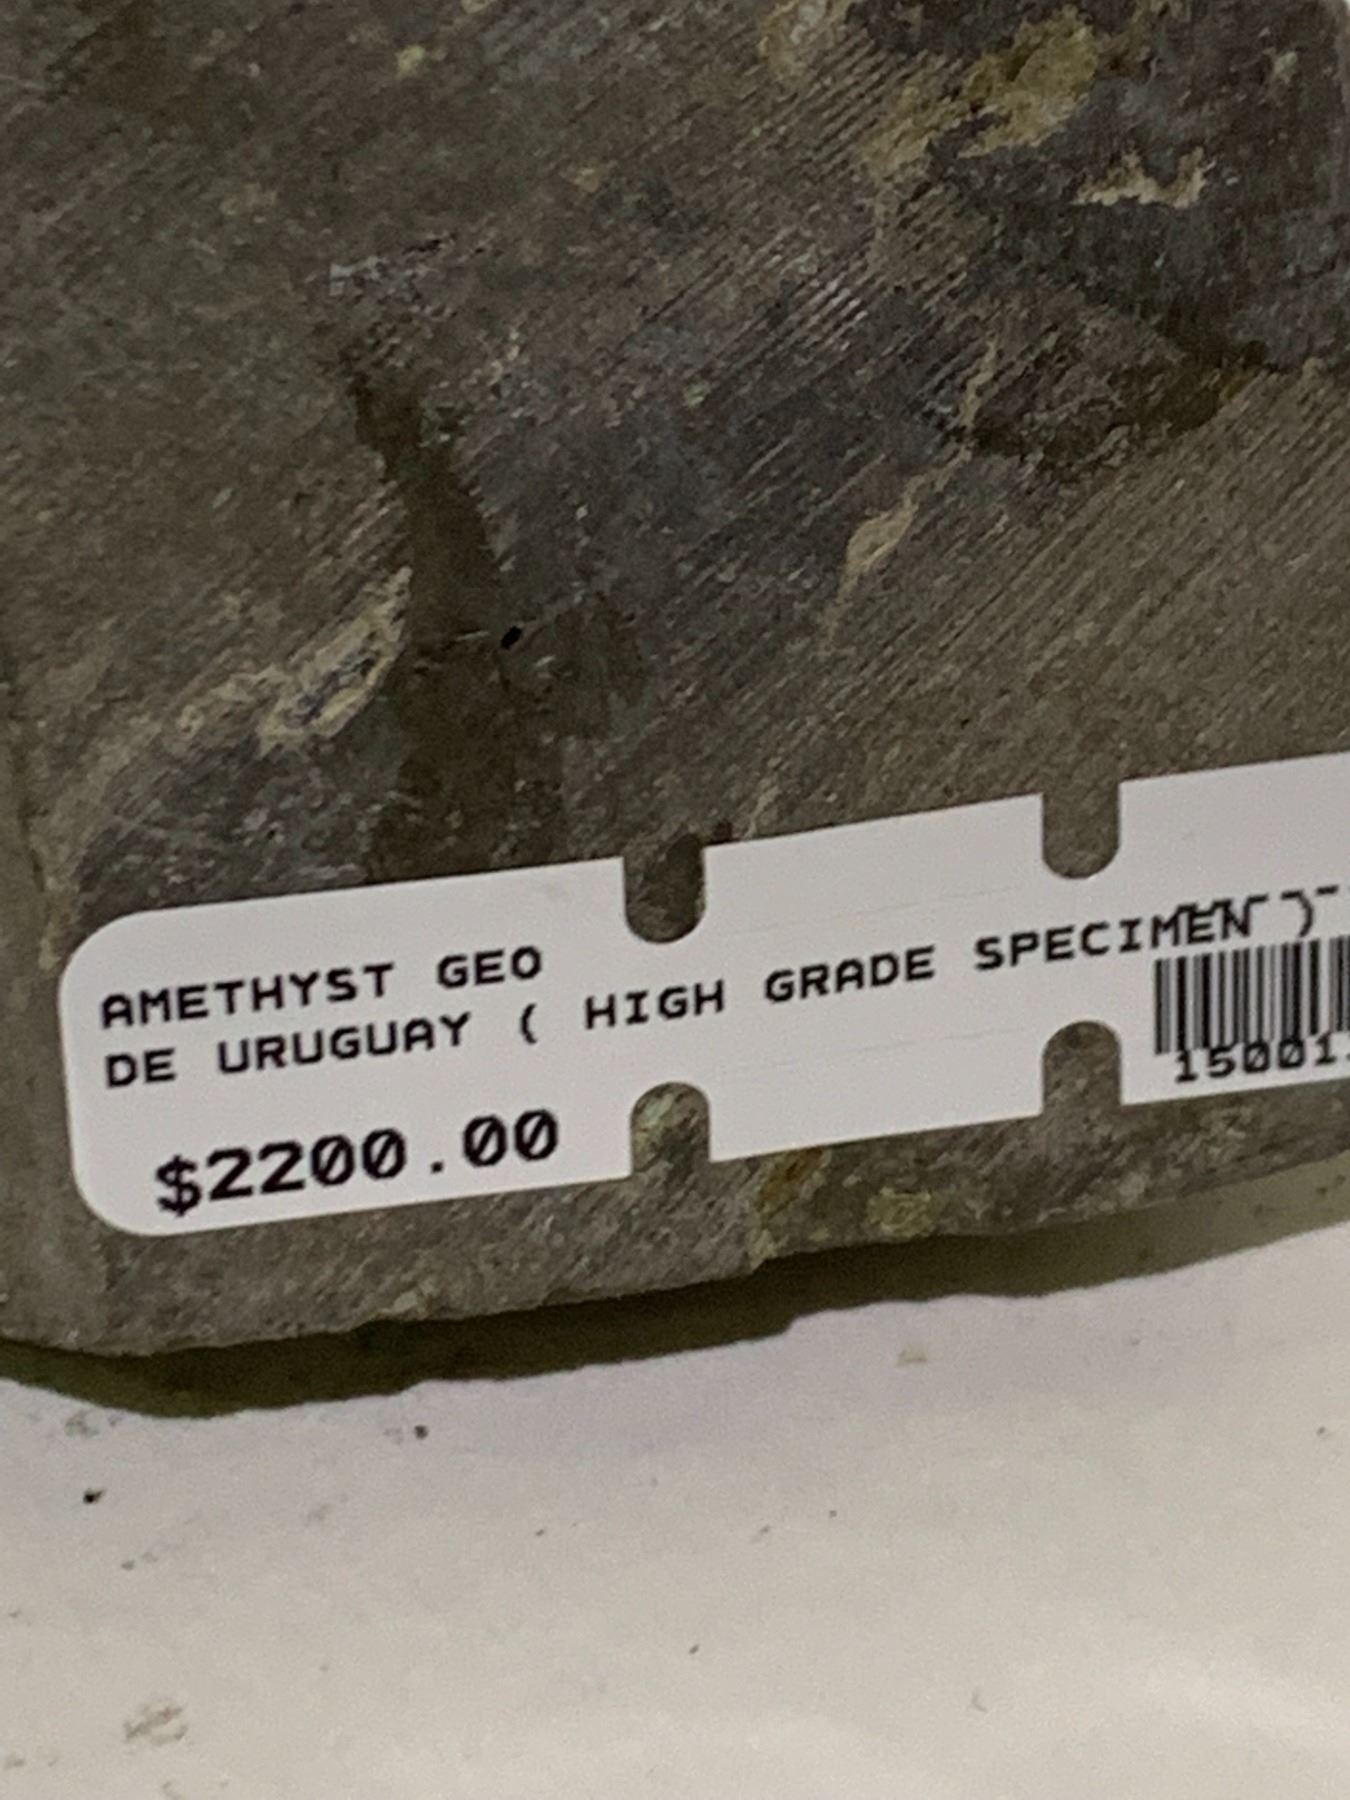 AMETHYST GEO
DE URUGUAY ( HIGH GRADE SPECIMEN )
$2200.00